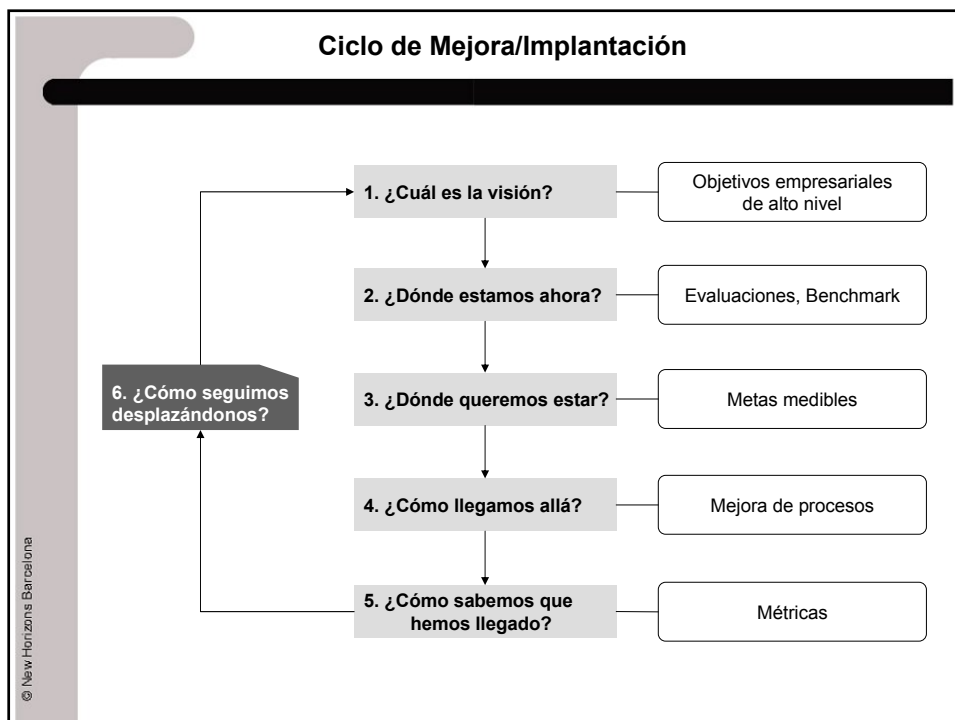 Ciclo de Mejora/Implantación
1. ¿Cuál es la visión?
Objetivos empresariales
de alto nivel
2. ¿Dónde estamos ahora?
Evaluaciones, Benchmark
3. ¿Dónde queremos estar?
Metas medibles
4. ¿Cómo llegamos allá?
Mejora de procesos
5. ¿Cómo sabemos que
hemos llegado?
Métricas
6. ¿Cómo seguimos
desplazándonos?
© New Horizons Barcelona